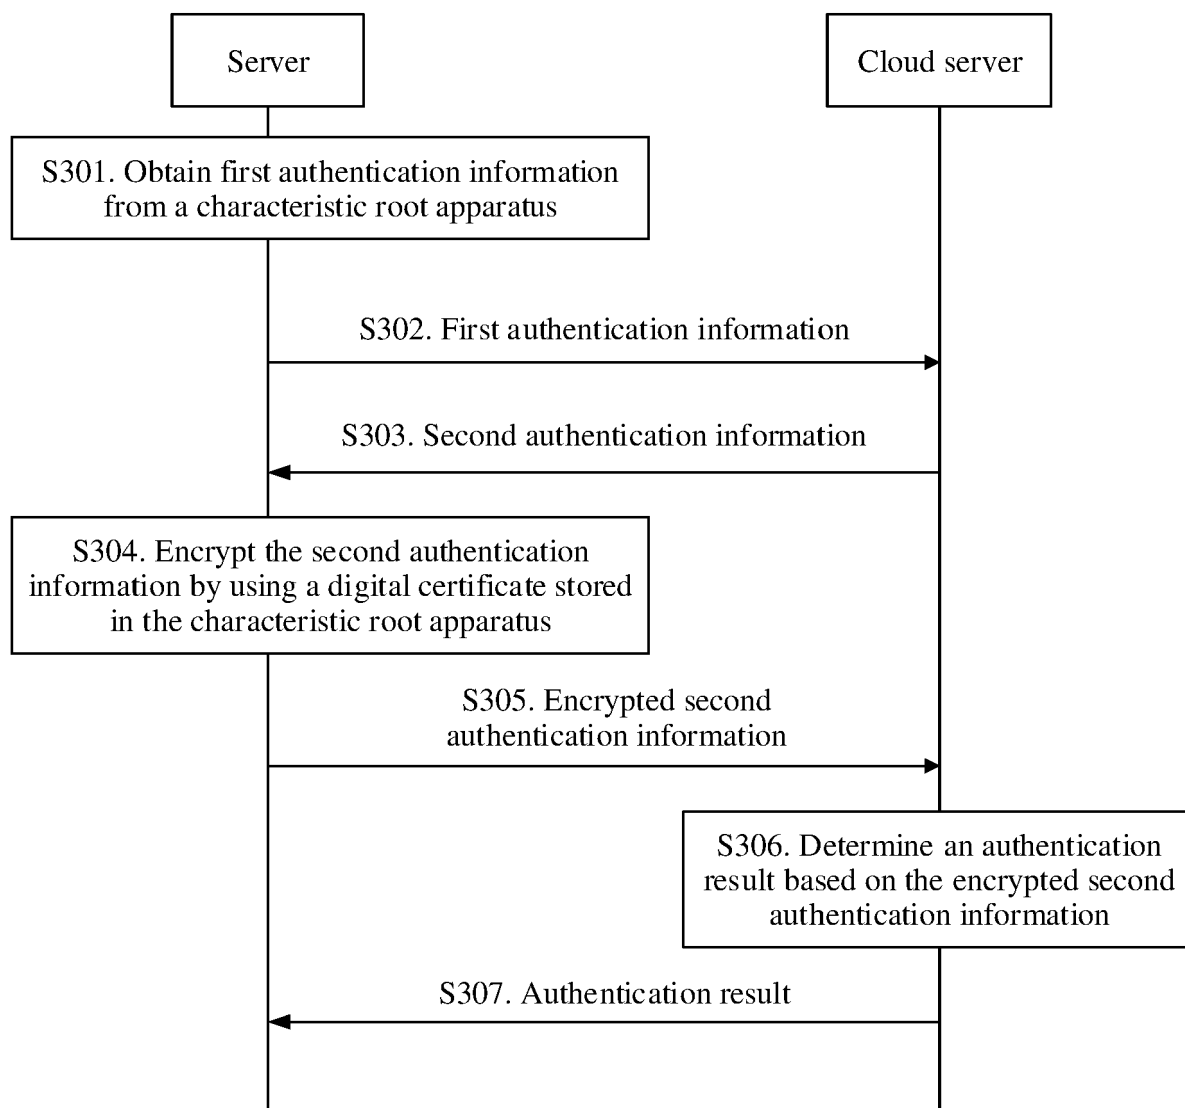 Server
Cloud server
S301. Obtain first authentication information
from a characteristic root apparatus
S302. First authentication information
S303. Second authentication information
S304. Encrypt the second authentication
information by using a digital certificate stored
in the characteristic root apparatus
S305. Encrypted second
authentication information
S306. Determine an authentication
result based on the encrypted second
authentication information
S307. Authentication result